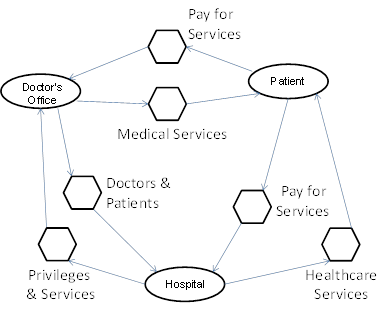 Pay for
Services
Doctor's
Office
Patient
Medical Services
Doctors &
Patients
Pay for
Services
Privileges
& Services
Hospital
Healthcare
Services